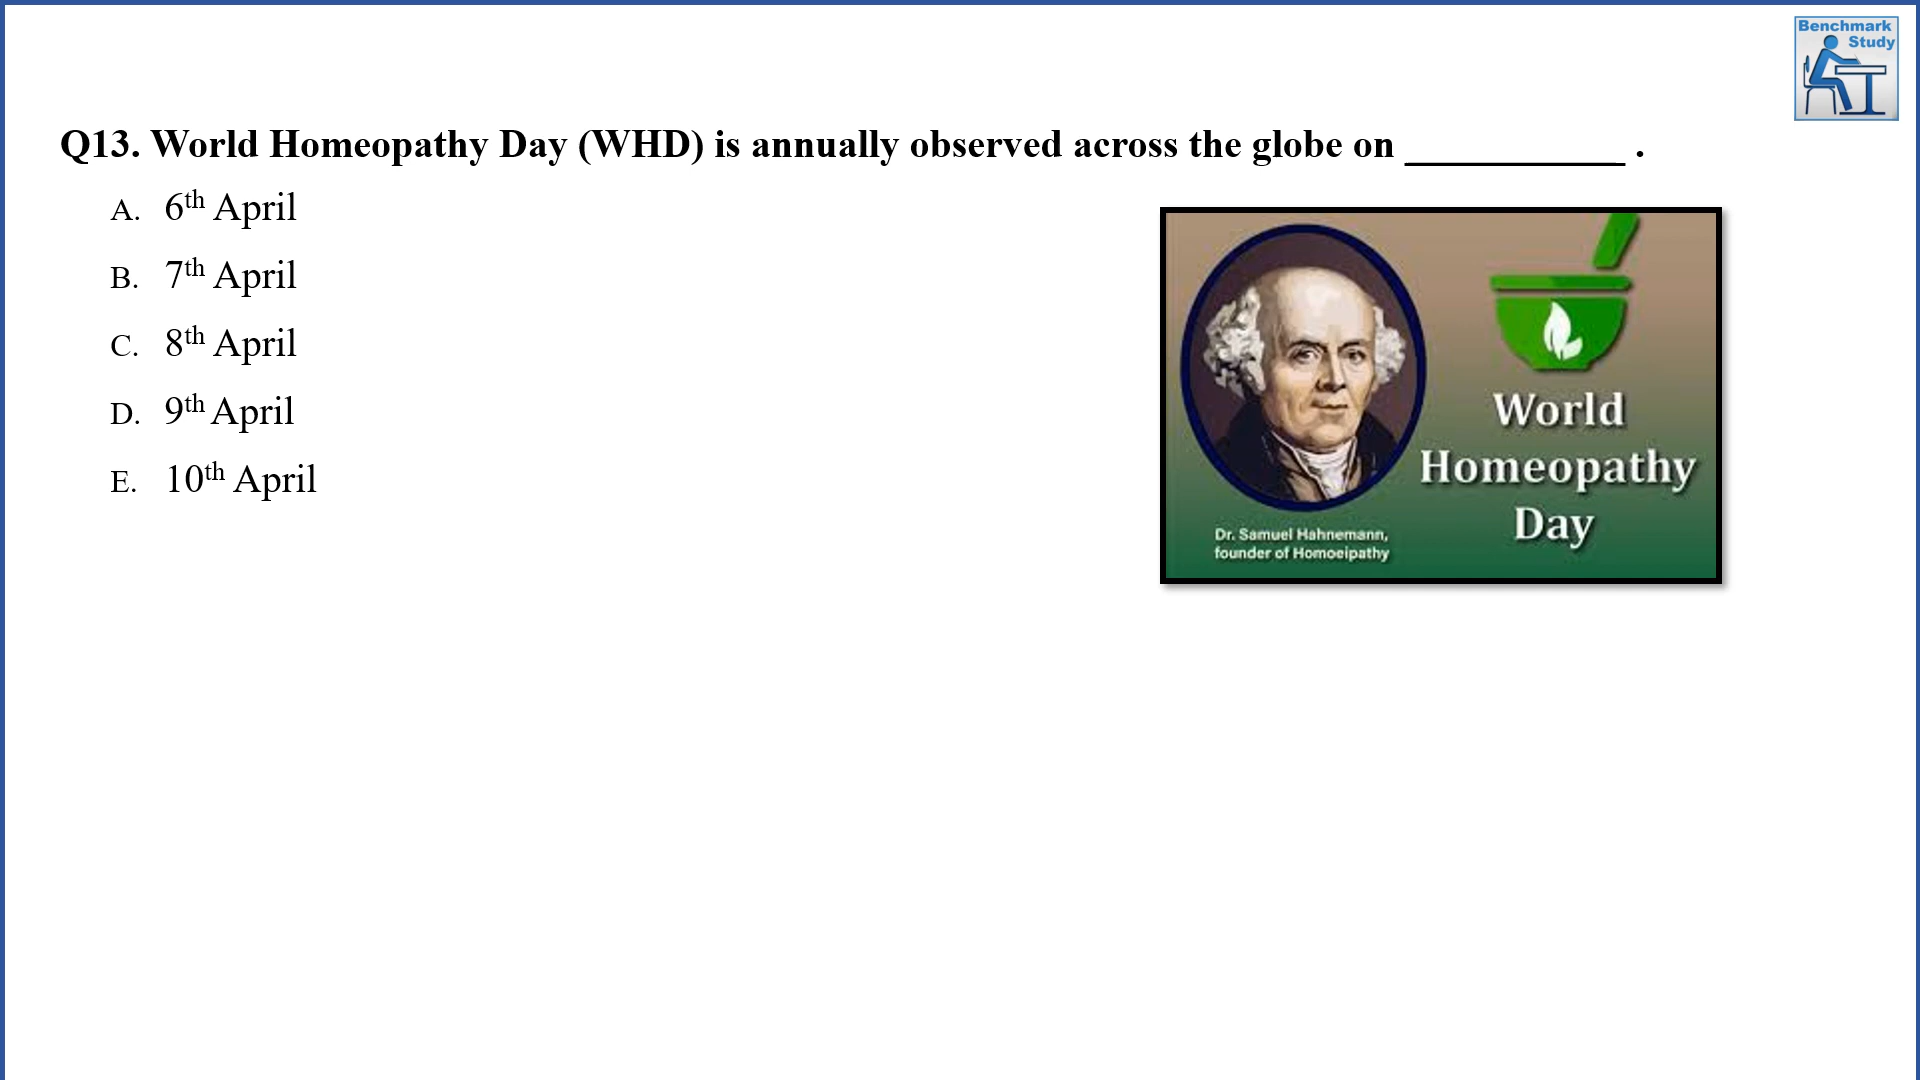 Benchmark
Study
Q13. World Homeopathy Day (WHD) is annually observed across the globe on ___________ .
A. 6th April
B. 7th April
C. 8th April
D. 9th April
E. 10th April
World
Homeopathy
Day
Dr. Samuel Hahnemann,
founder of Homoeipathy